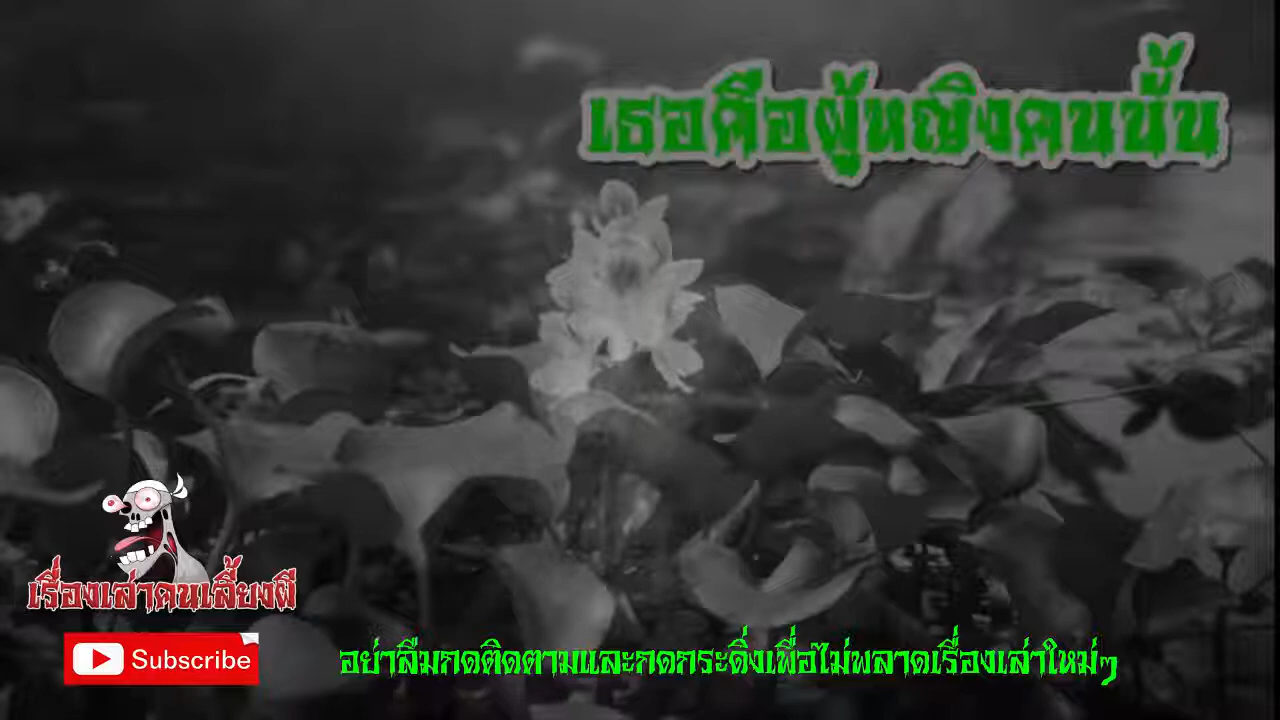 เธอคือผู้หญิงคนนั้น
เรื่องเล่าคนเลี้ยงผี
Subscribe
อย่าลืมกดติดตามและกดกระดิ่งเพื่อไม่พลาดเรื่องเล่าใหม่ๆ